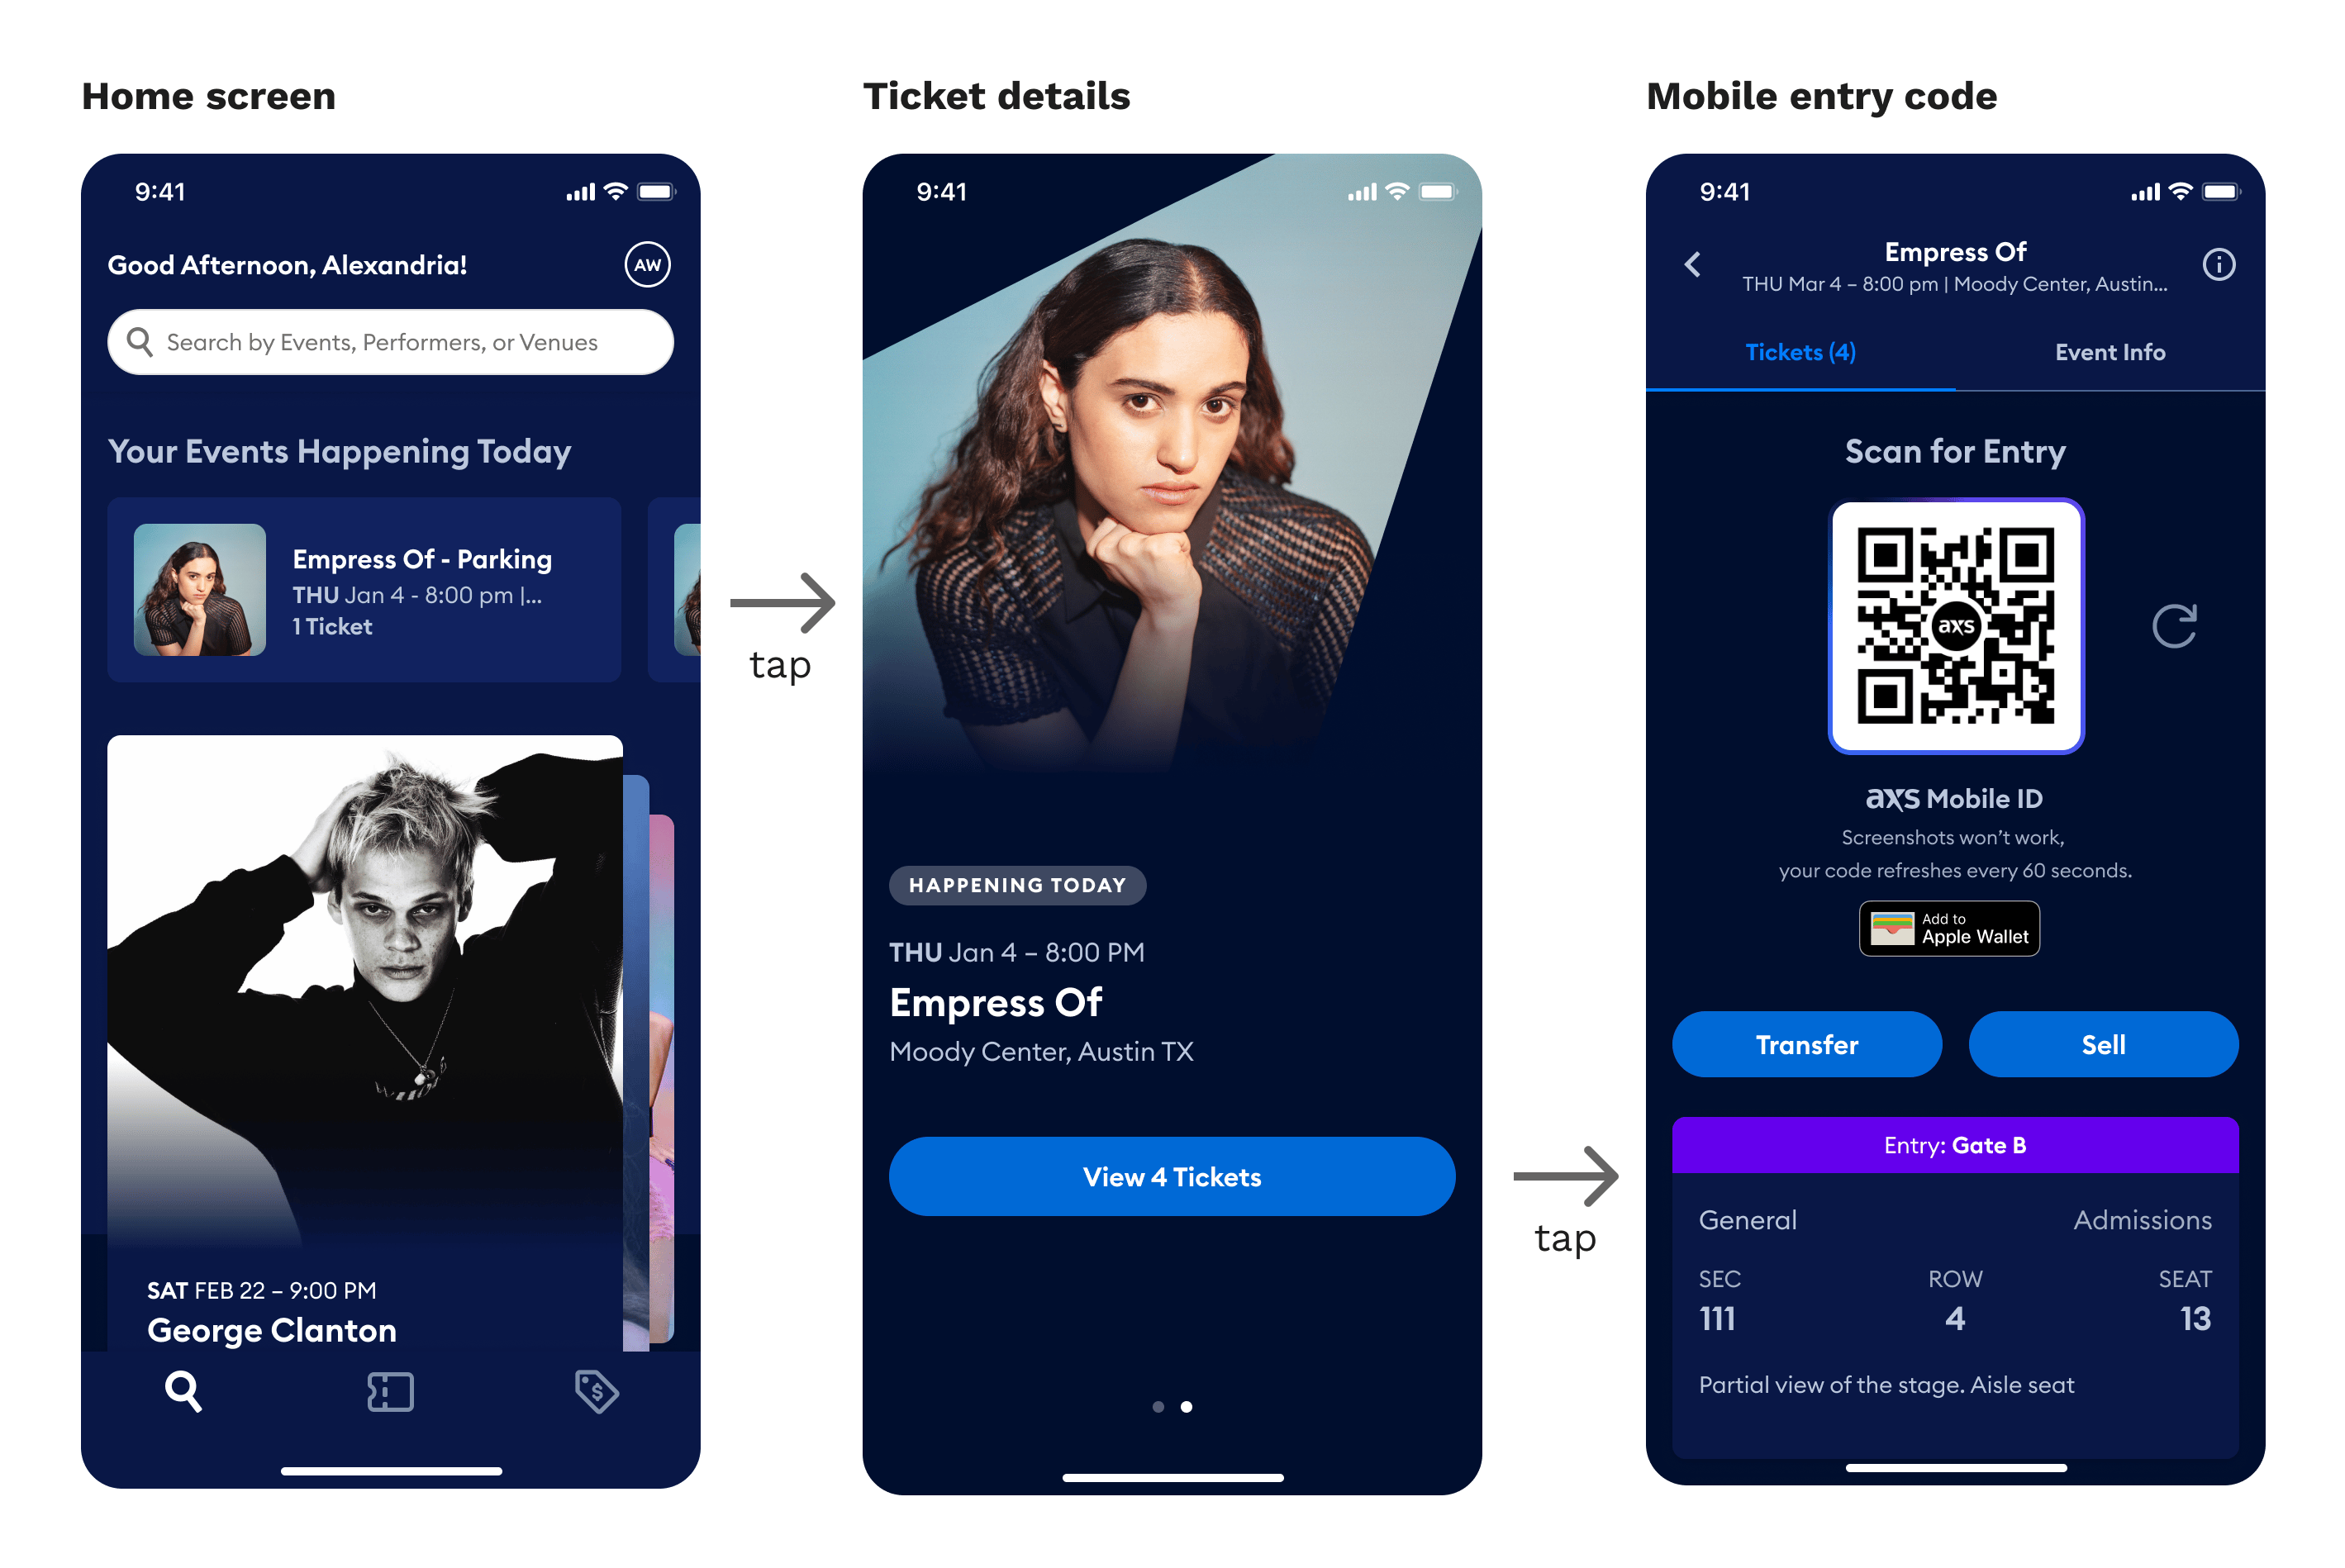 Home screen
9:41
Good Afternoon, Alexandria!
AW
Search by Events, Performers, or Venues
Your Events Happening Today
Empress Of - Parking
THU Jan 4 - 8:00 pm |...
1 Ticket
SAT FEB 22 – 9:00 PM
George Clanton
$
tap
Ticket details
9:41
HAPPENING TODAY
THU Jan 4 – 8:00 PM
Empress Of
Moody Center, Austin TX
View 4 Tickets
tap
Mobile entry code
9:41
Empress Of
THU Mar 4 – 8:00 pm | Moody Center, Austin...
Tickets (4)
Event Info
Scan for Entry
axs
axs Mobile ID
Screenshots won't work,
your code refreshes every 60 seconds.
Add to
Apple Wallet
Transfer
Sell
Entry: Gate B
General Admissions
SEC ROW SEAT
111 4 13
Partial view of the stage. Aisle seat